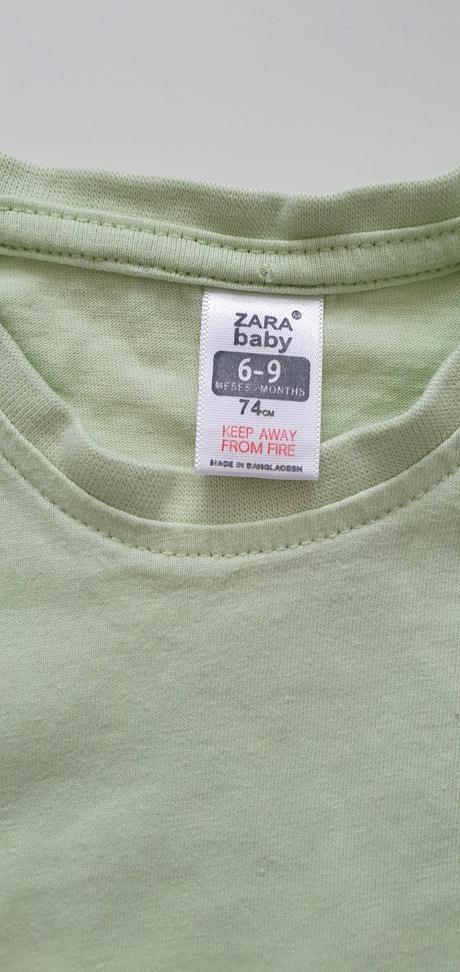 ZARA®
baby
6-9
MESES - MONTHS
74CM
KEEP AWAY
FROM FIRE
MADE IN BANGLADESH